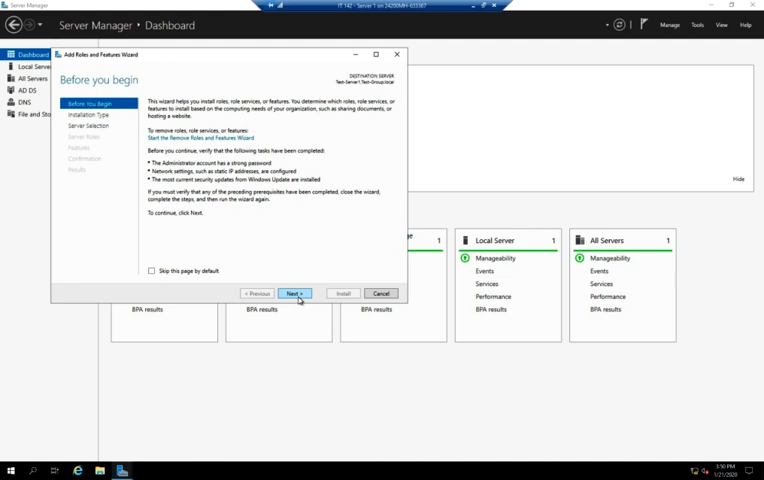 Server Manager
IT 142 - Server 1 on 24200MH-633367
Server Manager ▸ Dashboard
Manage
Tools
View
Help
Dashboard
Local Server
All Servers
AD DS
DNS
File and Sto
Add Roles and Features Wizard
Before you begin
DESTINATION SERVER
Test-Server1.Test-Group.local
Before You Begin
Installation Type
Server Selection
Server Roles
Features
Confirmation
Results
This wizard helps you install roles, role services, or features. You determine which roles, role services, or
features to install based on the computing needs of your organization, such as sharing documents, or
hosting a website.
To remove roles, role services, or features:
Start the Remove Roles and Features Wizard
Before you continue, verify that the following tasks have been completed:
• The Administrator account has a strong password
• Network settings, such as static IP addresses, are configured
• The most current security updates from Windows Update are installed
If you must verify that any of the preceding prerequisites have been completed, close the wizard,
complete the steps, and then run the wizard again.
To continue, click Next.
Skip this page by default
< Previous
Next >
Install
Cancel
Hide
1
Local Server 1
Manageability
Events
Services
Performance
BPA results
All Servers 1
Manageability
Events
Services
Performance
BPA results
BPA results
BPA results
BPA results
3:50 PM
1/21/2020